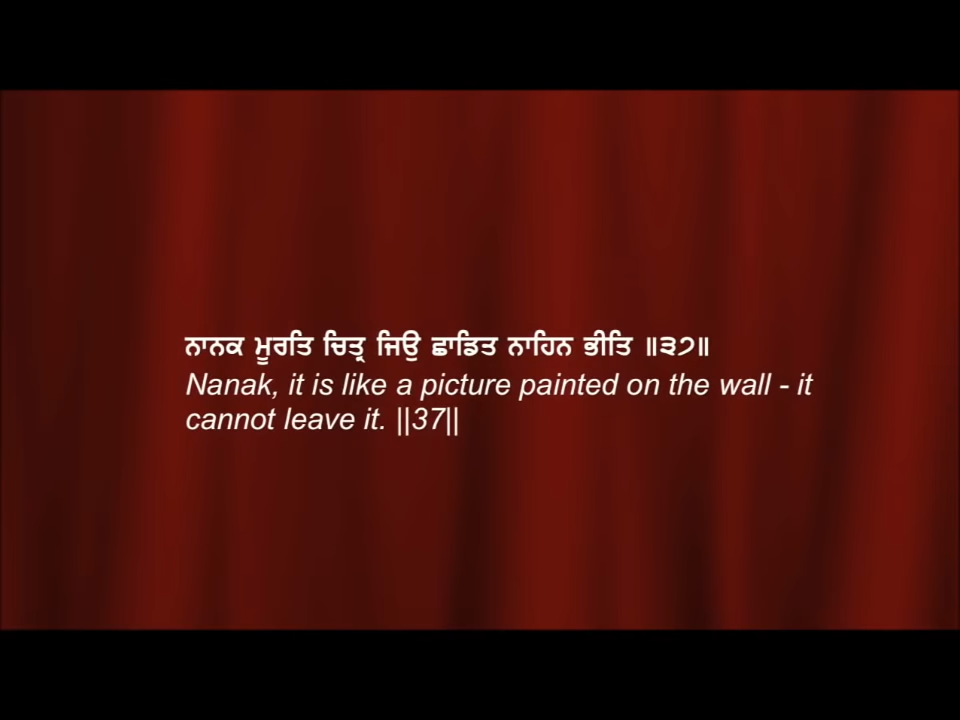 ਨਾਨਕ ਮੂਰਤਿ ਚਿਤ੍ਰ ਜਿਉ ਛਾਡਿਤ ਨਾਹਿਨ ਭੀਤਿ ॥੩੭॥
Nanak, it is like a picture painted on the wall - it
cannot leave it. ||37||